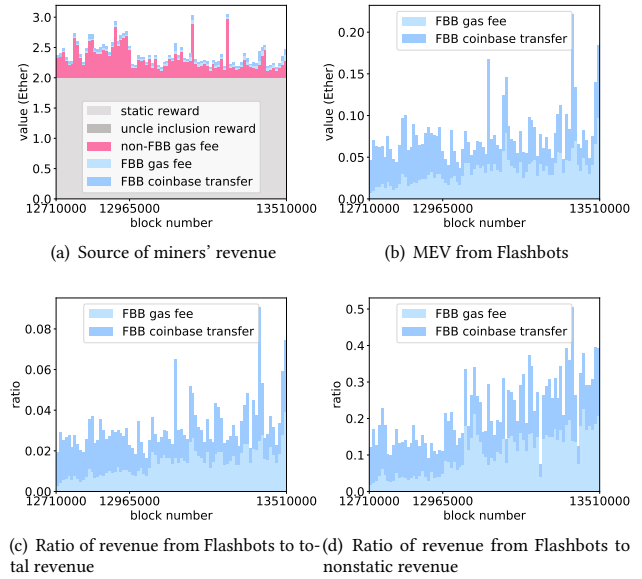 3.0
2.5
2.0
1.5
1.0
0.5
0.0
value (Ether)
static reward
uncle inclusion reward
non-FBB gas fee
FBB gas fee
FBB coinbase transfer
12710000 12965000 13510000
block number
(a) Source of miners' revenue
0.20
0.15
0.10
0.05
0.00
value (Ether)
FBB gas fee
FBB coinbase transfer
12710000 12965000 13510000
block number
(b) MEV from Flashbots
0.08
0.06
0.04
0.02
0.00
ratio
FBB gas fee
FBB coinbase transfer
12710000 12965000 13510000
block number
(c) Ratio of revenue from Flashbots to to-
tal revenue
0.5
0.4
0.3
0.2
0.1
0.0
ratio
FBB gas fee
FBB coinbase transfer
12710000 12965000 13510000
block number
(d) Ratio of revenue from Flashbots to
nonstatic revenue